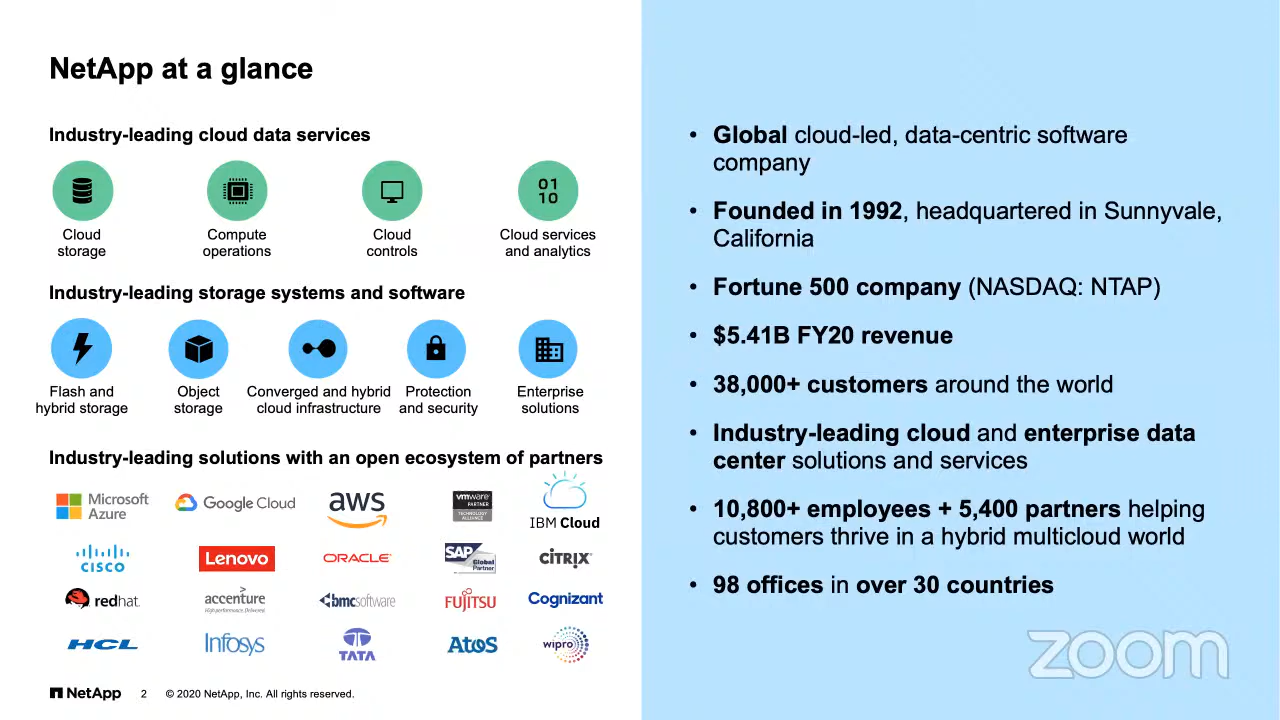 NetApp at a glance
Industry-leading cloud data services
Cloud storage
Compute operations
Cloud controls
01
10
Cloud services and analytics
Industry-leading storage systems and software
Flash and hybrid storage
Object storage
Converged and hybrid cloud infrastructure
Protection and security
Enterprise solutions
Industry-leading solutions with an open ecosystem of partners
Microsoft Azure
Google Cloud
aws
vmware PARTNER TECHNOLOGY ALLIANCE
IBM Cloud
CISCO
Lenovo
ORACLE
SAP Global Partner
CITRIX
redhat.
accenture High performance. Delivered.
bmcsoftware
FUJITSU
Cognizant
HCL
Infosys
TATA
Atos
wipro
NetApp 2 © 2020 NetApp, Inc. All rights reserved.
• Global cloud-led, data-centric software
company
• Founded in 1992, headquartered in Sunnyvale,
California
• Fortune 500 company (NASDAQ: NTAP)
• $5.41B FY20 revenue
• 38,000+ customers around the world
• Industry-leading cloud and enterprise data
center solutions and services
• 10,800+ employees + 5,400 partners helping
customers thrive in a hybrid multicloud world
• 98 offices in over 30 countries
zoom